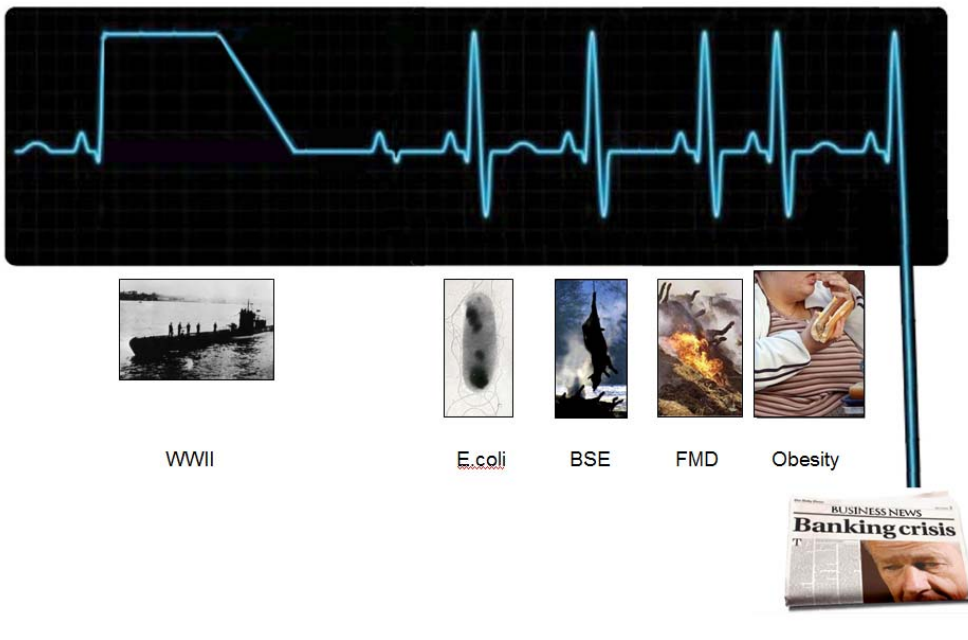 WWII
E.coli
BSE
FMD
Obesity
BUSINESS NEWS
Banking crisis
T